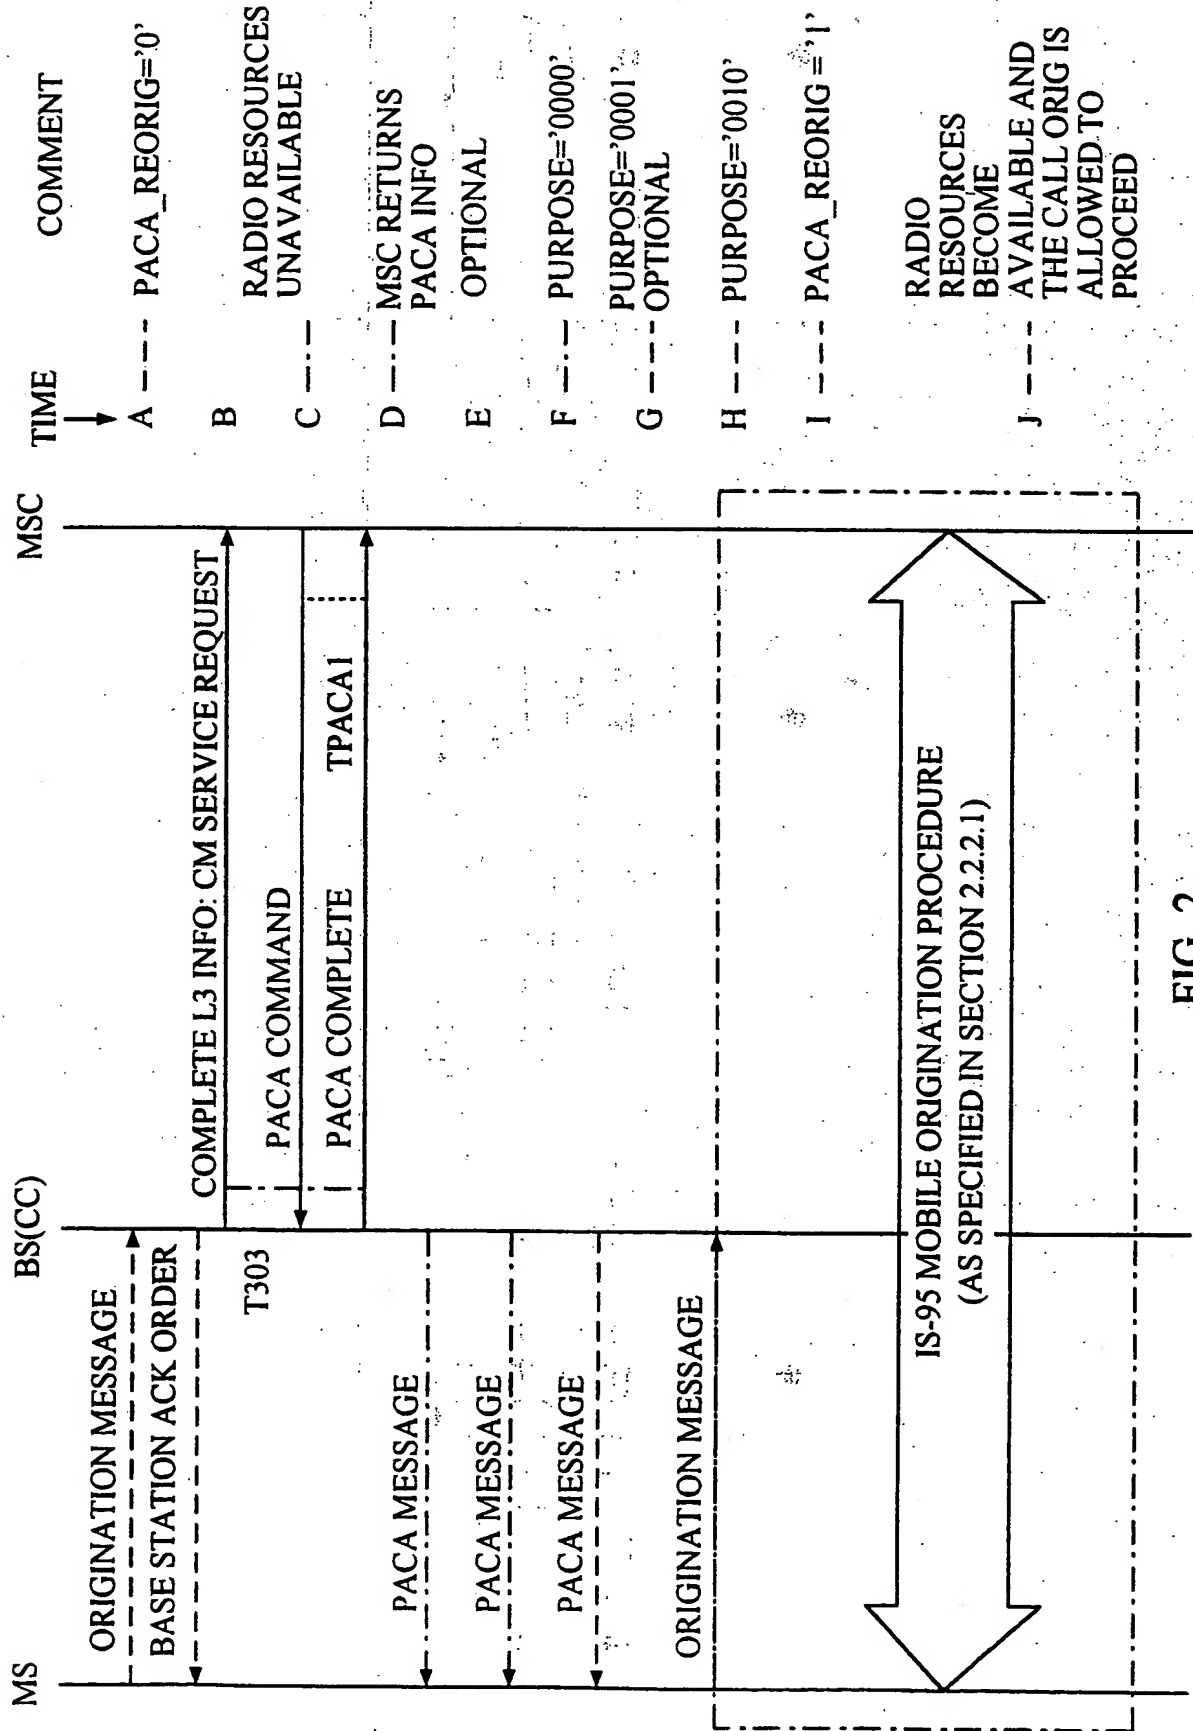 MS
BS(CC)
MSC
TIME
COMMENT
ORIGINATION MESSAGE
A
PACA_REORIG='0'
BASE STATION ACK ORDER
COMPLETE L3 INFO: CM SERVICE REQUEST
B
T303
PACA COMMAND
C
RADIO RESOURCES
UNAVAILABLE
PACA COMPLETE
TPACA1
D
MSC RETURNS
PACA INFO
PACA MESSAGE
E
OPTIONAL
PACA MESSAGE
F
PURPOSE='0000'
PACA MESSAGE
G
PURPOSE='0001'
OPTIONAL
ORIGINATION MESSAGE
H
PURPOSE='0010'
I
PACA_REORIG ='1'
IS-95 MOBILE ORIGINATION PROCEDURE
(AS SPECIFIED IN SECTION 2.2.2.1)
J
RADIO
RESOURCES
BECOME
AVAILABLE AND
THE CALL ORIG IS
ALLOWED TO
PROCEED
FIG. 2